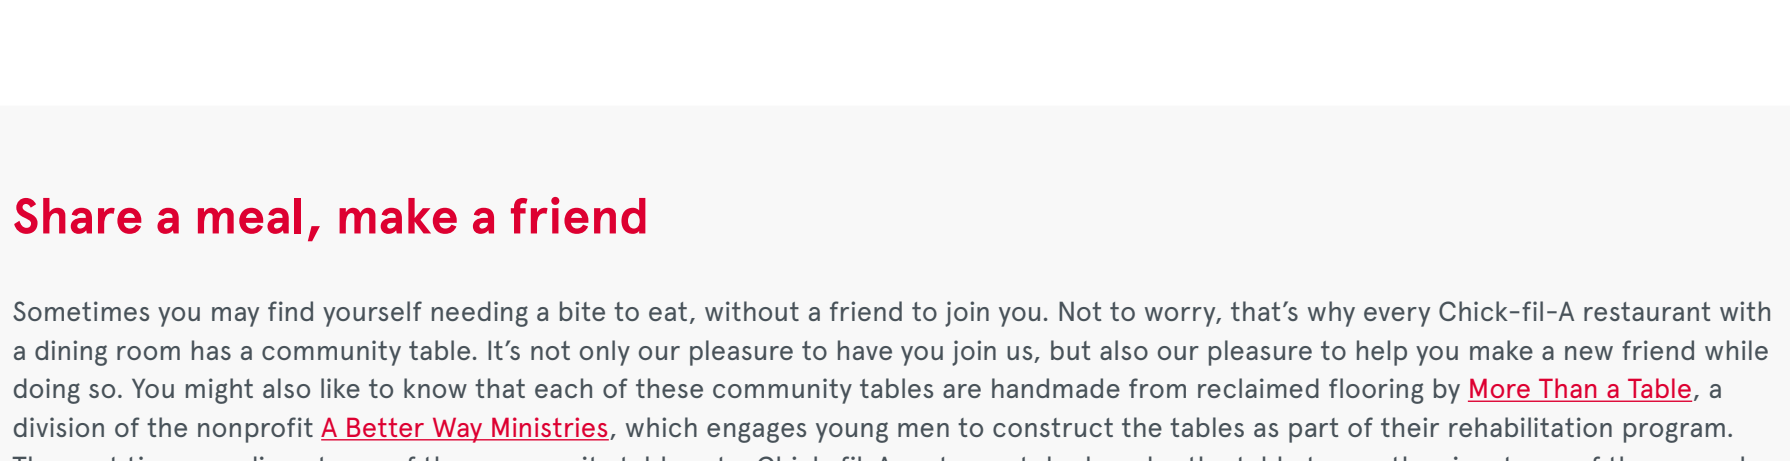 Share a meal, make a friend
Sometimes you may find yourself needing a bite to eat, without a friend to join you. Not to worry, that’s why every Chick-fil-A restaurant with
a dining room has a community table. It’s not only our pleasure to have you join us, but also our pleasure to help you make a new friend while
doing so. You might also like to know that each of these community tables are handmade from reclaimed flooring by More Than a Table, a
division of the nonprofit A Better Way Ministries, which engages young men to construct the tables as part of their rehabilitation program.